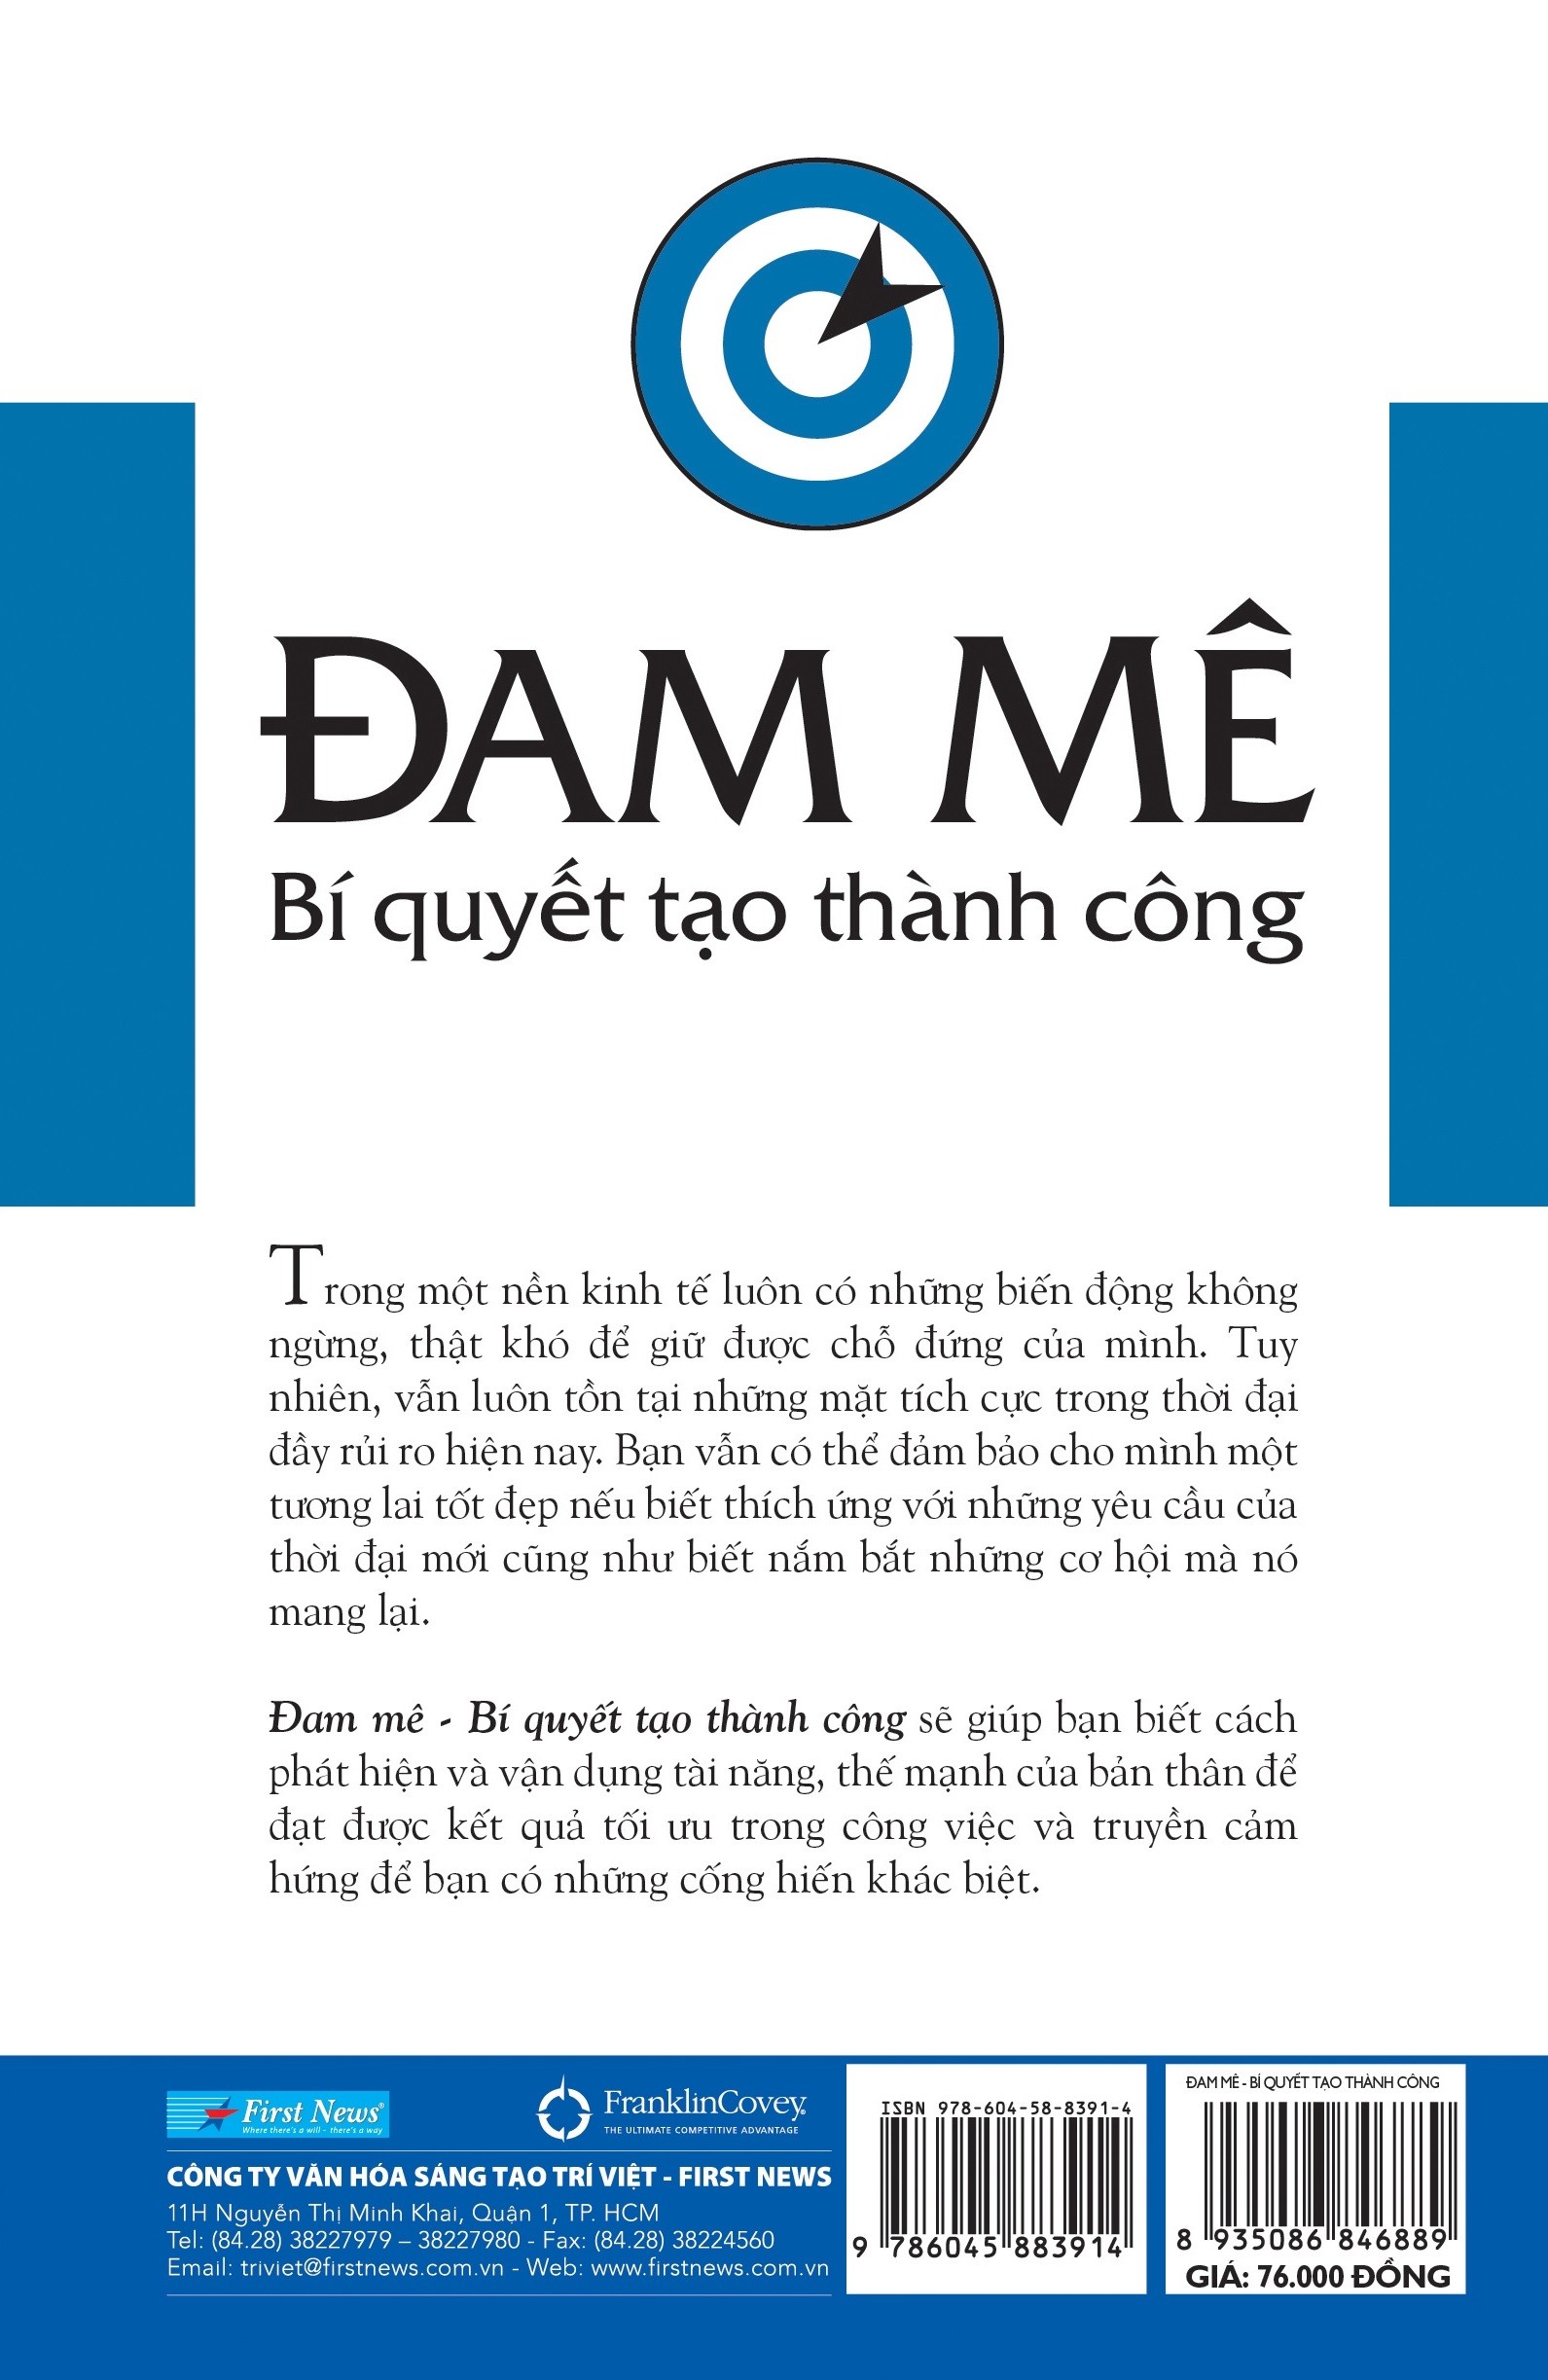 ĐAM MÊ
Bí quyết tạo thành công
Trong một nền kinh tế luôn có những biến động không
ngừng, thật khó để giữ được chỗ đứng của mình. Tuy
nhiên, vẫn luôn tồn tại những mặt tích cực trong thời đại
đầy rủi ro hiện nay. Bạn vẫn có thể đảm bảo cho mình một
tương lai tốt đẹp nếu biết thích ứng với những yêu cầu của
thời đại mới cũng như biết nắm bắt những cơ hội mà nó
mang lại.
Đam mê - Bí quyết tạo thành công sẽ giúp bạn biết cách
phát hiện và vận dụng tài năng, thế mạnh của bản thân để
đạt được kết quả tối ưu trong công việc và truyền cảm
hứng để bạn có những cống hiến khác biệt.
First News®
Where there's a will - there's a way
FranklinCovey®
THE ULTIMATE COMPETITIVE ADVANTAGE
CÔNG TY VĂN HÓA SÁNG TẠO TRÍ VIỆT - FIRST NEWS
11H Nguyễn Thị Minh Khai, Quận 1, TP. HCM
Tel: (84.28) 38227979 – 38227980 - Fax: (84.28) 38224560
Email: triviet@firstnews.com.vn - Web: www.firstnews.com.vn
ISBN 978-604-58-8391-4
9 786045 883914
ĐAM MÊ - BÍ QUYẾT TẠO THÀNH CÔNG
8 935086 846889
GIÁ: 76.000 ĐỒNG